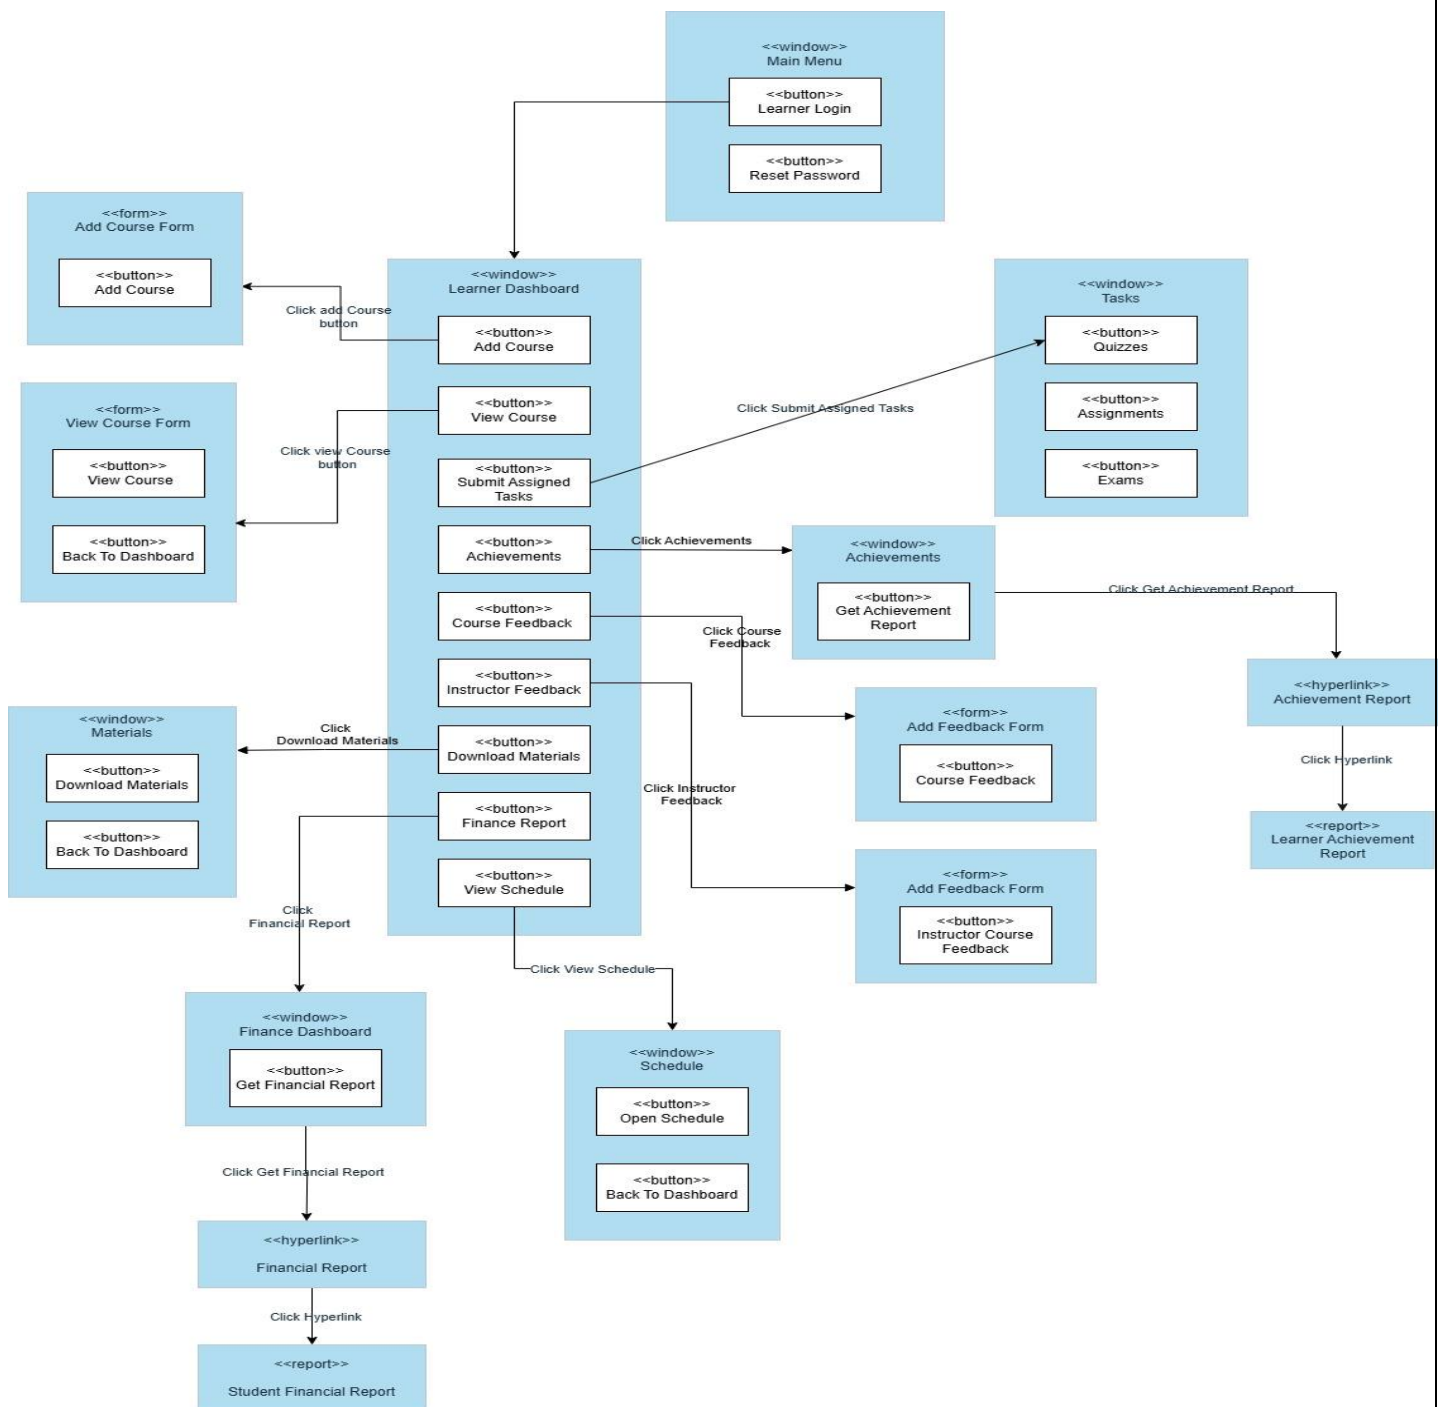 <<window>>
Main Menu
<<button>>
Learner Login
<<button>>
Reset Password
<<form>>
Add Course Form
<<button>>
Add Course
Click add Course
button
<<window>>
Learner Dashboard
<<button>>
Add Course
<<button>>
View Course
<<button>>
Submit Assigned
Tasks
<<button>>
Achievements
<<button>>
Course Feedback
<<button>>
Instructor Feedback
<<button>>
Download Materials
<<button>>
Finance Report
<<button>>
View Schedule
<<window>>
Tasks
<<button>>
Quizzes
<<button>>
Assignments
<<button>>
Exams
Click Submit Assigned Tasks
<<form>>
View Course Form
<<button>>
View Course
<<button>>
Back To Dashboard
Click view Course
button
Click Achievements
<<window>>
Achievements
<<button>>
Get Achievement
Report
Click Get Achievement Report
<<hyperlink>>
Achievement Report
Click Hyperlink
<<report>>
Learner Achievement
Report
Click Course
Feedback
<<form>>
Add Feedback Form
<<button>>
Course Feedback
Click Instructor
Feedback
<<form>>
Add Feedback Form
<<button>>
Instructor Course
Feedback
<<window>>
Materials
<<button>>
Download Materials
<<button>>
Back To Dashboard
Click
Download Materials
Click
Financial Report
Click View Schedule
<<window>>
Finance Dashboard
<<button>>
Get Financial Report
<<window>>
Schedule
<<button>>
Open Schedule
<<button>>
Back To Dashboard
Click Get Financial Report
<<hyperlink>>
Financial Report
Click Hyperlink
<<report>>
Student Financial Report